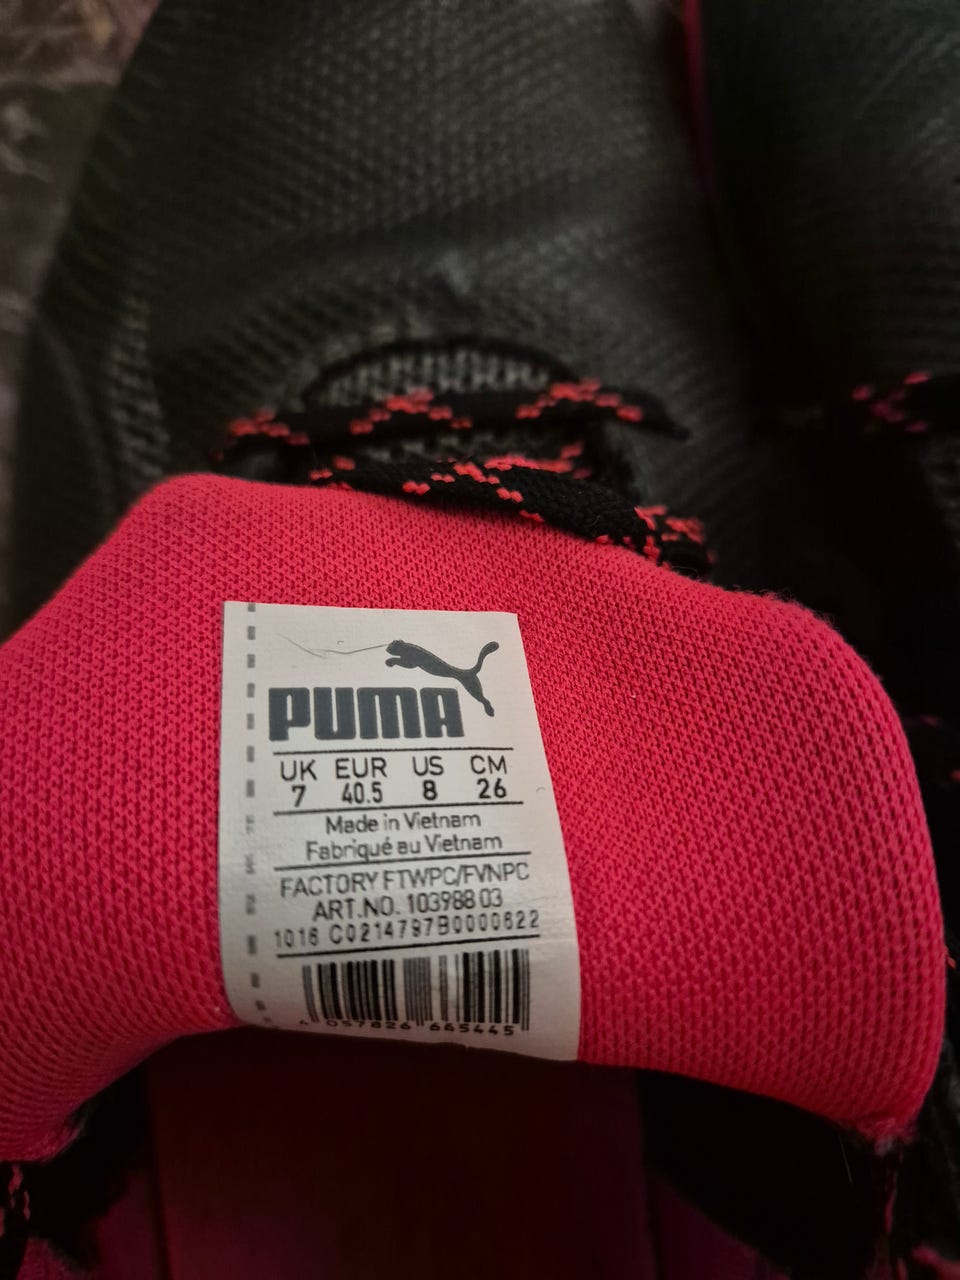 PUMA
UK EUR US CM
7 40.5 8 26
Made in Vietnam
Fabriqué au Vietnam
FACTORY FTWPC/FVNPC
ART.NO. 103988 03
1016 C0214797B0000622
4 057826 665445